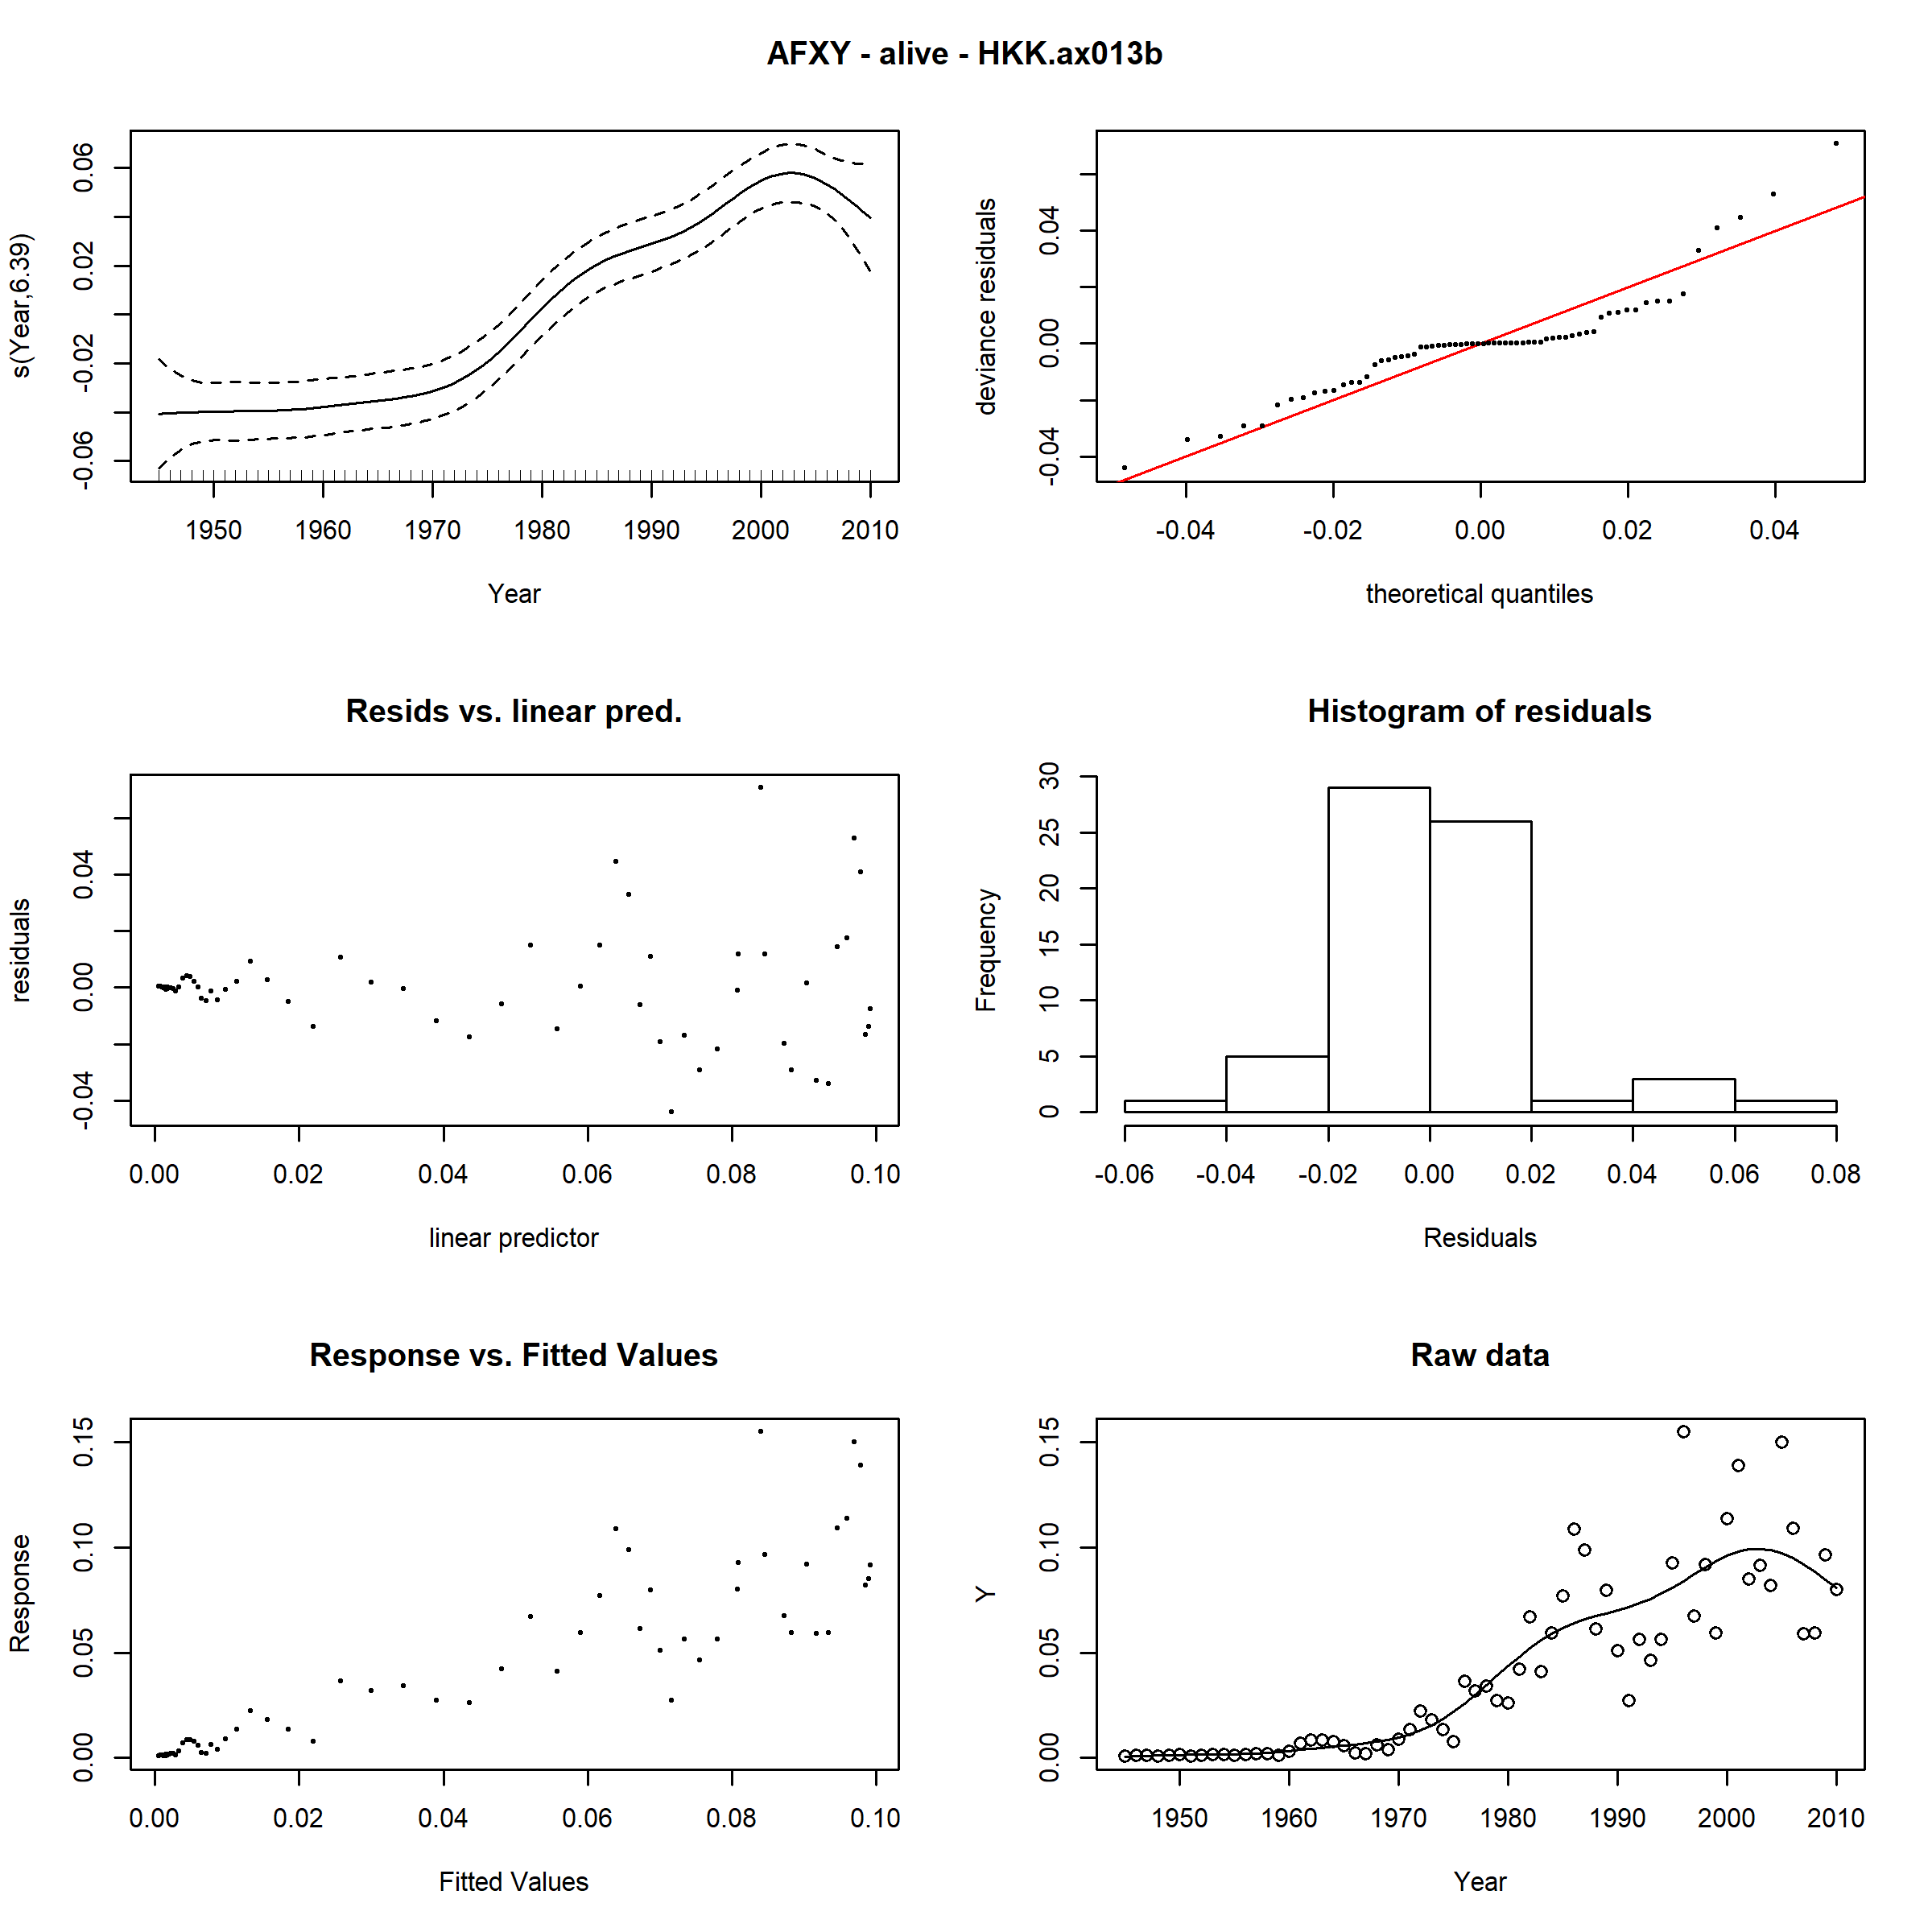 AFXY - alive - HKK.ax013b
s(Year,6.39)
-0.06 -0.02 0.02 0.06
1950 1960 1970 1980 1990 2000 2010
Year
deviance residuals
-0.04 0.00 0.04
-0.04 -0.02 0.00 0.02 0.04
theoretical quantiles
Resids vs. linear pred.
residuals
-0.04 0.00 0.04
0.00 0.02 0.04 0.06 0.08 0.10
linear predictor
Histogram of residuals
Frequency
0 5 10 15 20 25 30
-0.06 -0.04 -0.02 0.00 0.02 0.04 0.06 0.08
Residuals
Response vs. Fitted Values
Response
0.00 0.05 0.10 0.15
0.00 0.02 0.04 0.06 0.08 0.10
Fitted Values
Raw data
Y
0.00 0.05 0.10 0.15
1950 1960 1970 1980 1990 2000 2010
Year